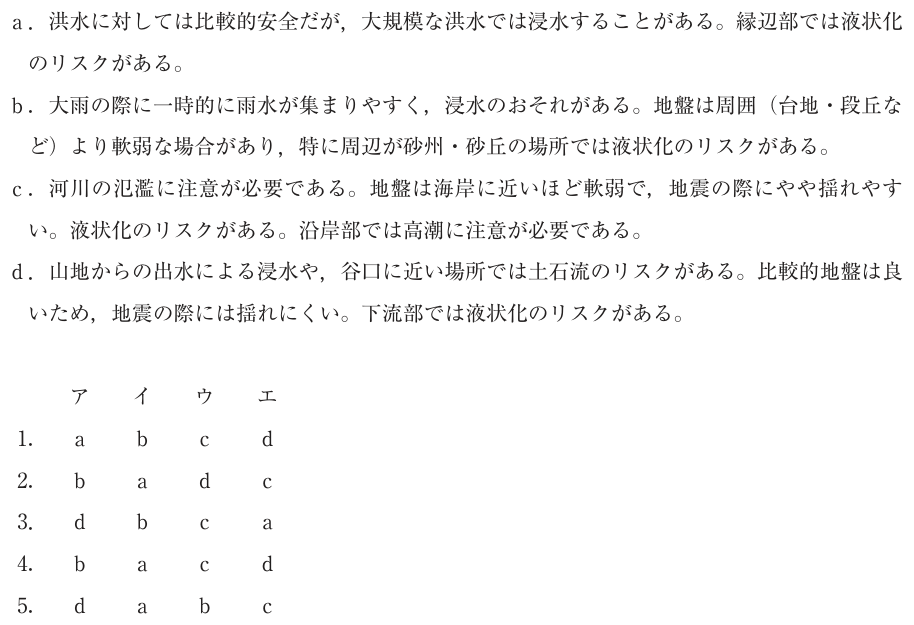 a．洪水に対しては比較的安全だが，大規模な洪水では浸水することがある。縁辺部では液状化
のリスクがある。
b．大雨の際に一時的に雨水が集まりやすく，浸水のおそれがある。地盤は周囲（台地・段丘な
ど）より軟弱な場合があり，特に周辺が砂州・砂丘の場所では液状化のリスクがある。
c．河川の氾濫に注意が必要である。地盤は海岸に近いほど軟弱で，地震の際にやや揺れやす
い。液状化のリスクがある。沿岸部では高潮に注意が必要である。
d．山地からの出水による浸水や，谷口に近い場所では土石流のリスクがある。比較的地盤は良
いため，地震の際には揺れにくい。下流部では液状化のリスクがある。
ア イ ウ エ
1. a b c d
2. b a d c
3. d b c a
4. b a c d
5. d a b c